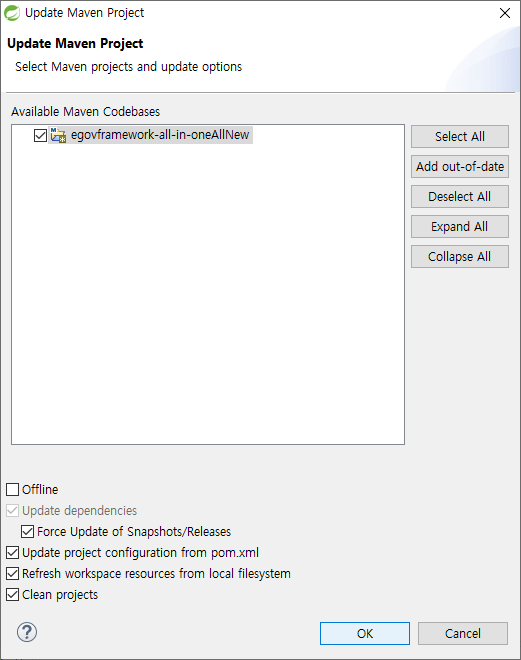 Update Maven Project
Update Maven Project
Select Maven projects and update options
Available Maven Codebases
egovframework-all-in-oneAllNew
Select All
Add out-of-date
Deselect All
Expand All
Collapse All
Offline
Update dependencies
Force Update of Snapshots/Releases
Update project configuration from pom.xml
Refresh workspace resources from local filesystem
Clean projects
?
OK Cancel